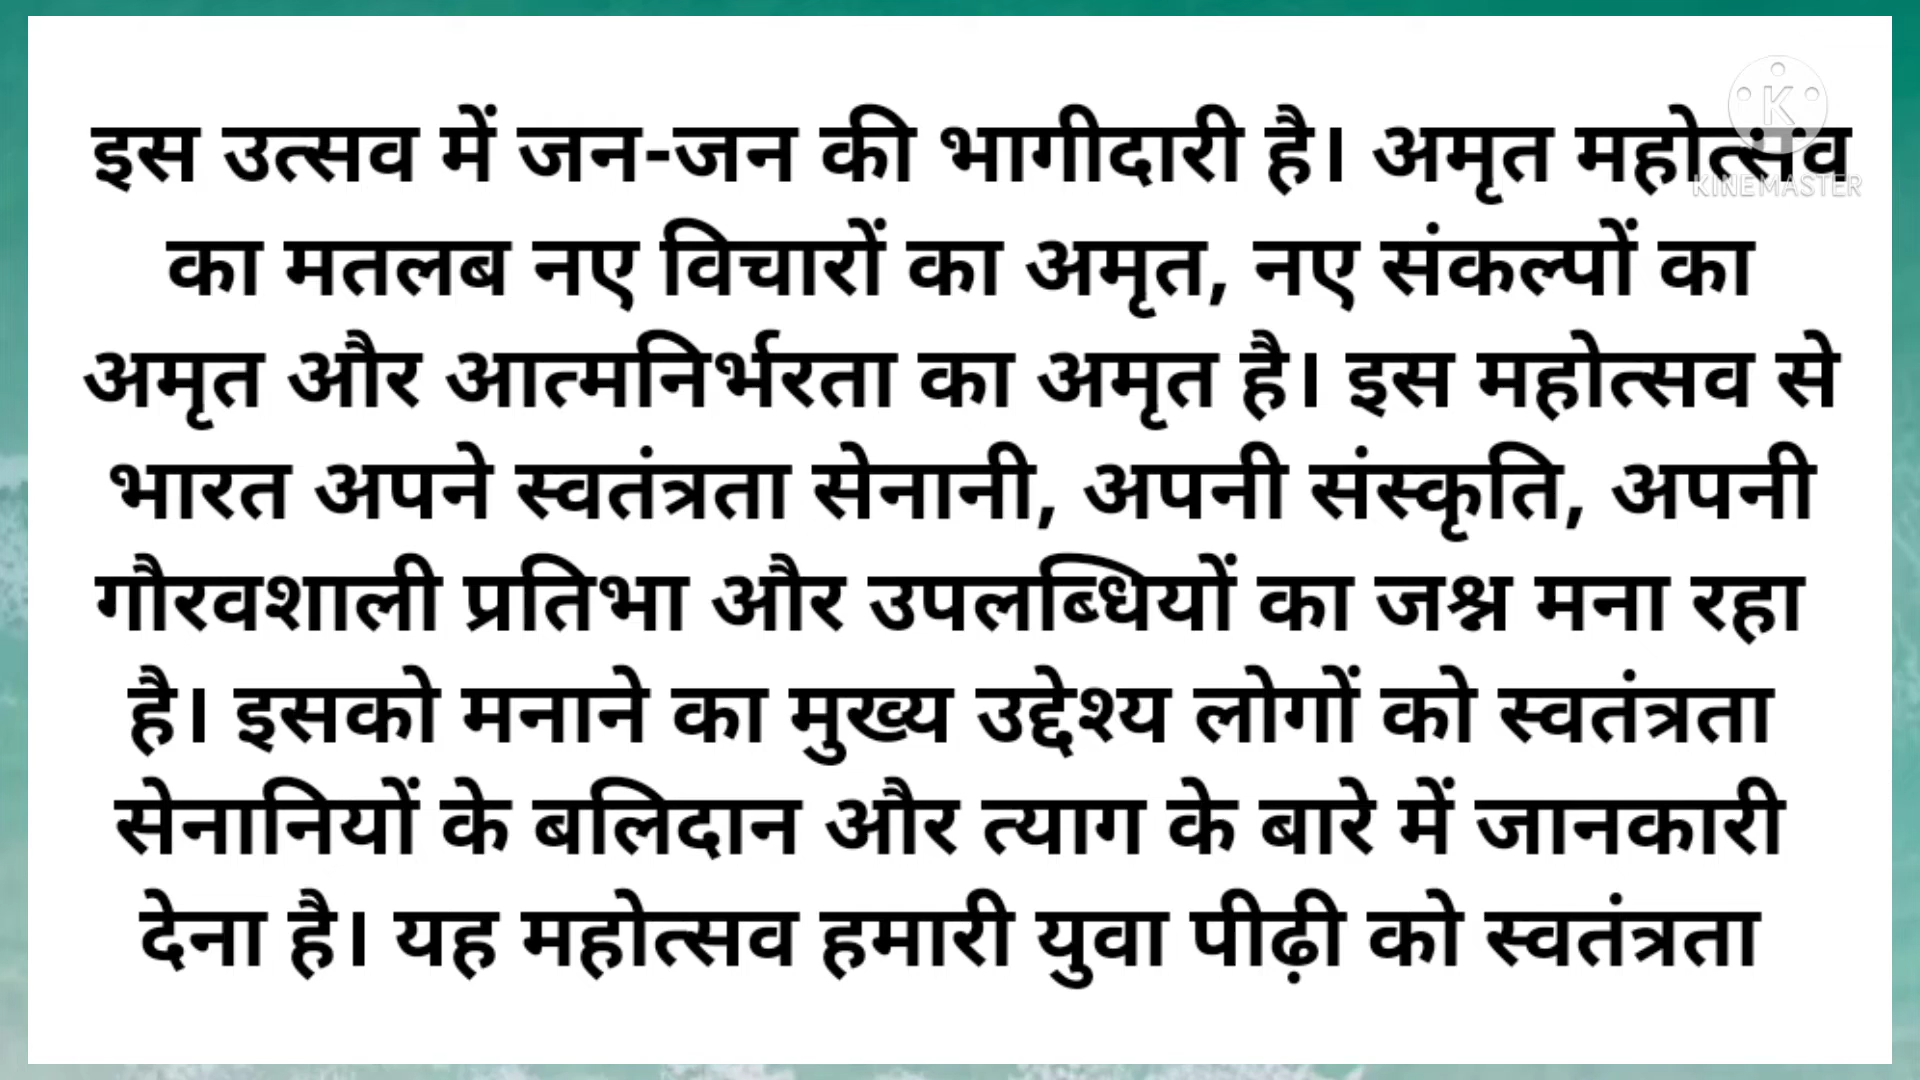 इस उत्सव में जन-जन की भागीदारी है। अमृत महोत्सव
का मतलब नए विचारों का अमृत, नए संकल्पों का
अमृत और आत्मनिर्भरता का अमृत है। इस महोत्सव से
भारत अपने स्वतंत्रता सेनानी, अपनी संस्कृति, अपनी
गौरवशाली प्रतिभा और उपलब्धियों का जश्न मना रहा
है। इसको मनाने का मुख्य उद्देश्य लोगों को स्वतंत्रता
सेनानियों के बलिदान और त्याग के बारे में जानकारी
देना है। यह महोत्सव हमारी युवा पीढ़ी को स्वतंत्रता
K
KINEMASTER